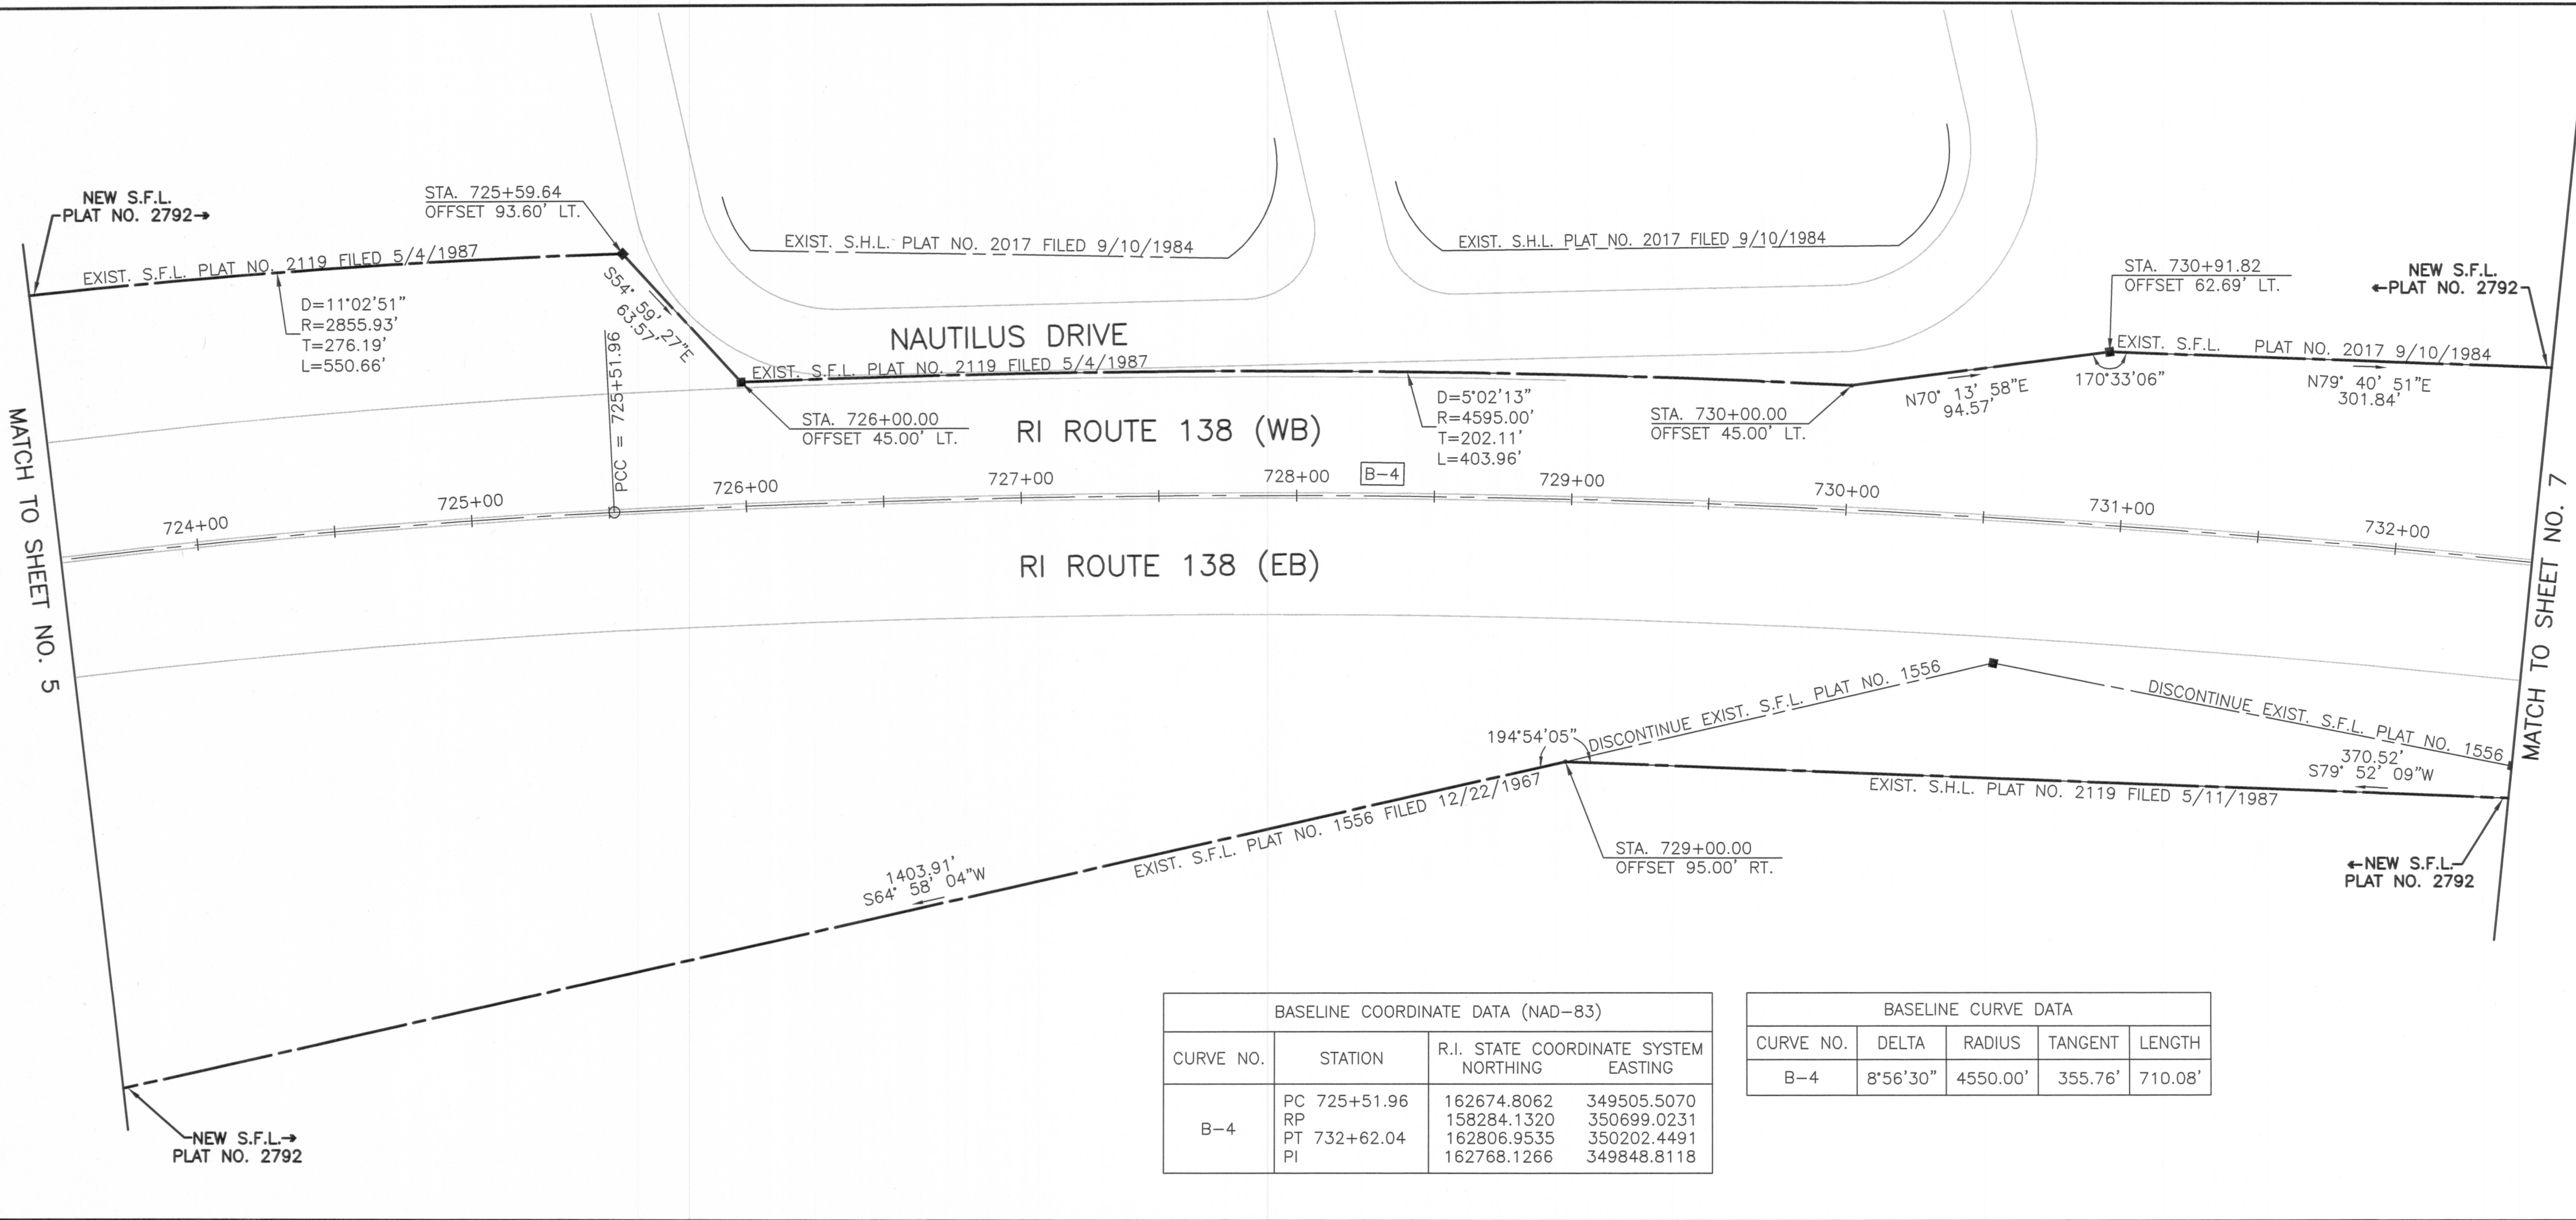 NEW S.F.L.
PLAT NO. 2792
STA. 725+59.64
OFFSET 93.60' LT.
EXIST. S.F.L. PLAT NO. 2119 FILED 5/4/1987
D=11°02'51"
R=2855.93'
T=276.19'
L=550.66'
S54° 59' 27"E
63.57'
PCC = 725+51.96
EXIST. S.H.L. PLAT NO. 2017 FILED 9/10/1984
EXIST. S.H.L. PLAT NO. 2017 FILED 9/10/1984
NAUTILUS DRIVE
EXIST. S.F.L. PLAT NO. 2119 FILED 5/4/1987
STA. 726+00.00
OFFSET 45.00' LT.
RI ROUTE 138 (WB)
D=5°02'13"
R=4595.00'
T=202.11'
L=403.96'
STA. 730+00.00
OFFSET 45.00' LT.
N70° 13' 58"E
94.57'
STA. 730+91.82
OFFSET 62.69' LT.
170°33'06"
NEW S.F.L.
PLAT NO. 2792
EXIST. S.F.L. PLAT NO. 2017 9/10/1984
N79° 40' 51"E
301.84'
MATCH TO SHEET NO. 5
724+00
725+00
726+00
727+00
728+00
B-4
729+00
730+00
731+00
732+00
MATCH TO SHEET NO. 7
RI ROUTE 138 (EB)
DISCONTINUE EXIST. S.F.L. PLAT NO. 1556
DISCONTINUE EXIST. S.F.L. PLAT NO. 1556
194°54'05"
370.52'
S79° 52' 09"W
EXIST. S.H.L. PLAT NO. 2119 FILED 5/11/1987
EXIST. S.F.L. PLAT NO. 1556 FILED 12/22/1967
1403.91'
S64° 58' 04"W
STA. 729+00.00
OFFSET 95.00' RT.
NEW S.F.L.
PLAT NO. 2792
NEW S.F.L.
PLAT NO. 2792
BASELINE COORDINATE DATA (NAD-83)
CURVE NO. STATION R.I. STATE COORDINATE SYSTEM
NORTHING EASTING
B-4
PC 725+51.96 162674.8062 349505.5070
RP 158284.1320 350699.0231
PT 732+62.04 162806.9535 350202.4491
PI 162768.1266 349848.8118
BASELINE CURVE DATA
CURVE NO. DELTA RADIUS TANGENT LENGTH
B-4 8°56'30" 4550.00' 355.76' 710.08'